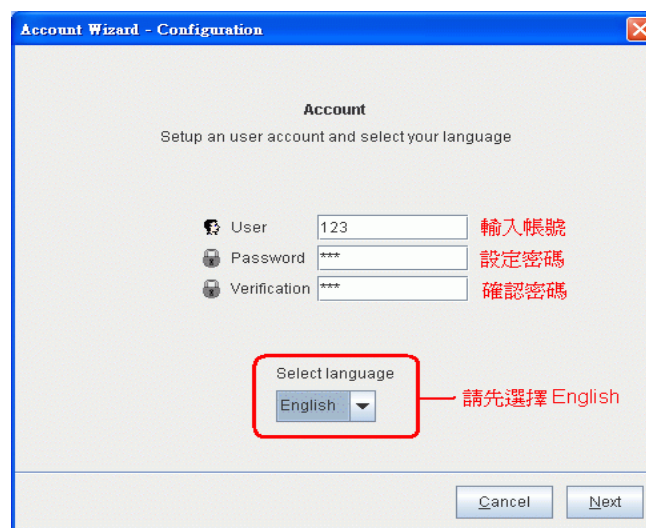 Account Wizard - Configuration
Account
Setup an user account and select your language
User 123 輸入帳號
Password *** 設定密碼
Verification *** 確認密碼
Select language
English 請先選擇 English
Cancel Next